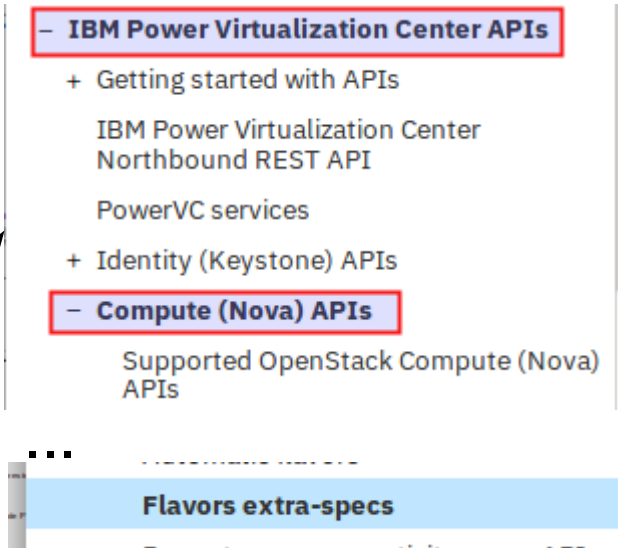 – IBM Power Virtualization Center APIs
+ Getting started with APIs
IBM Power Virtualization Center
Northbound REST API
PowerVC services
+ Identity (Keystone) APIs
– Compute (Nova) APIs
Supported OpenStack Compute (Nova)
APIs
...
Flavors extra-specs